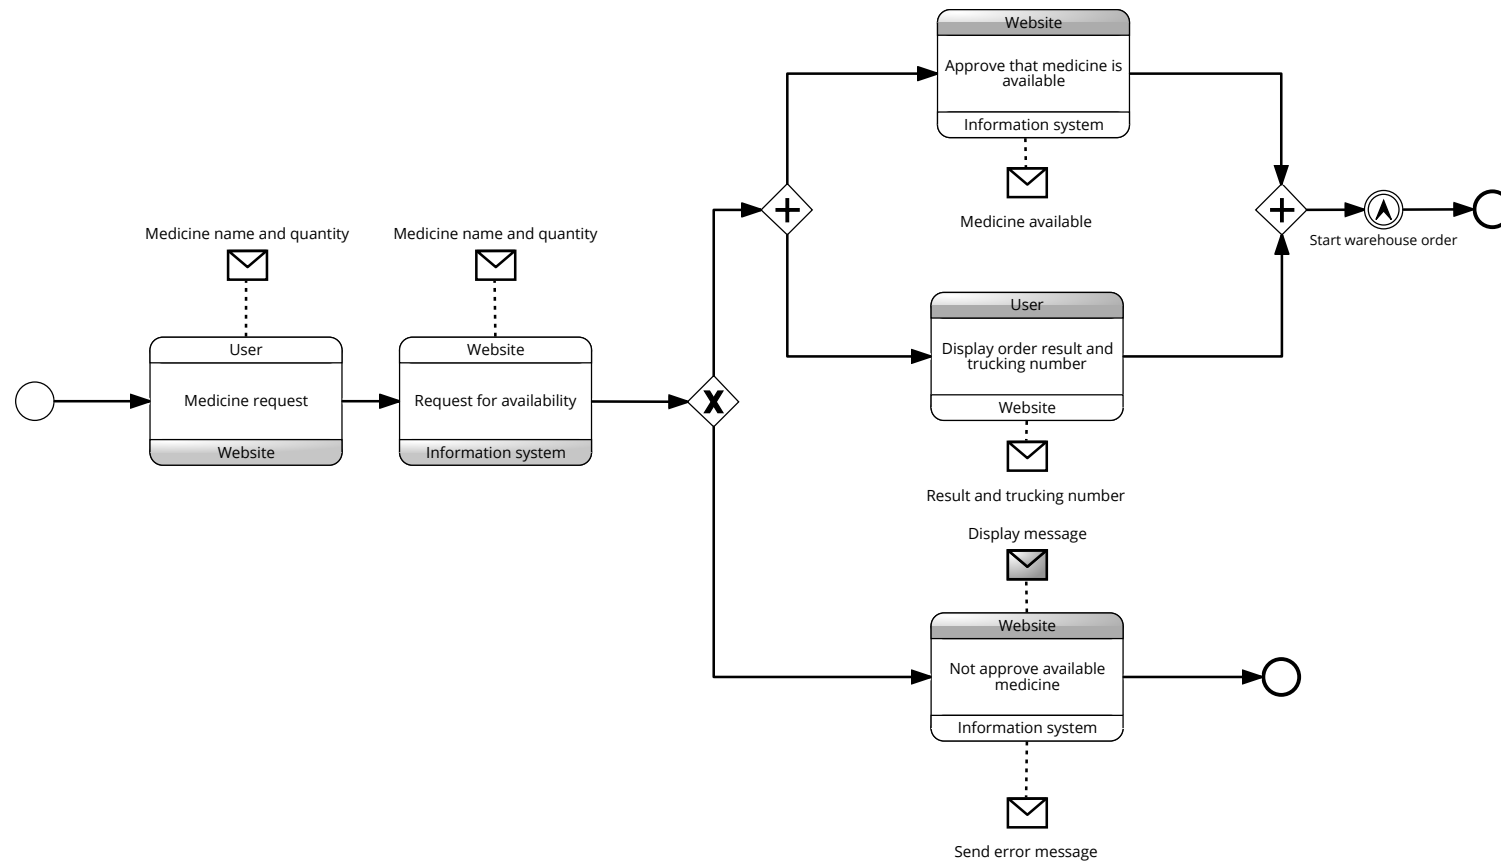 Website
Approve that medicine is
available
Information system
Medicine available
Start warehouse order
Medicine name and quantity
Medicine name and quantity
User
Medicine request
Website
Website
Request for availability
Information system
X
User
Display order result and
trucking number
Website
Result and trucking number
Display message
Website
Not approve available
medicine
Information system
Send error message